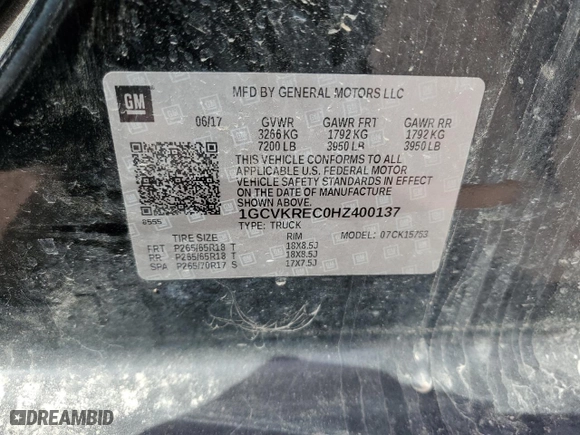 GM
MFD BY GENERAL MOTORS LLC
06/17 GVWR GAWR FRT GAWR RR
3266 KG 1792 KG 1792 KG
7200 LB 3950 LB 3950 LB
THIS VEHICLE CONFORMS TO ALL
APPLICABLE U.S. FEDERAL MOTOR
VEHICLE SAFETY STANDARDS IN EFFECT
ON THE DATE OF MANUFACTURE
SHOWN ABOVE.
1GCVKREC0HZ400137
TYPE: TRUCK
MODEL: 07CK15753
TIRE SIZE RIM
FRT P265/65R18 T 18X8.5J
RR P265/65R18 T 18X8.5J
SPA P265/70R17 S 17X7.5J
DREAMBID